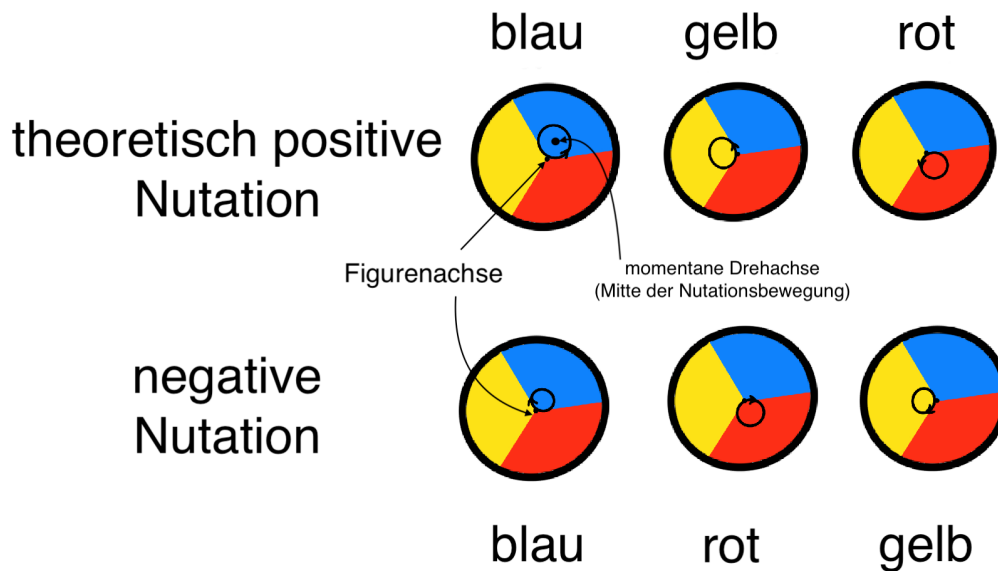 blau gelb rot
theoretisch positive
Nutation
Figurenachse
momentane Drehachse
(Mitte der Nutationsbewegung)
negative
Nutation
blau rot gelb